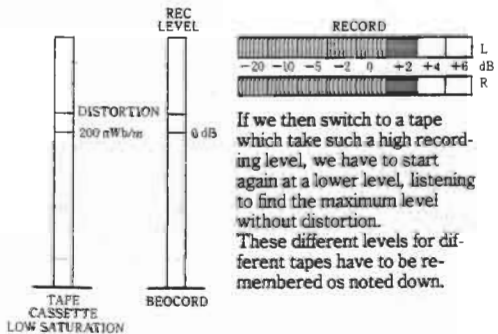 REC
LEVEL
DISTORTION
200 nWb/m
0 dB
TAPE
CASSETTE
LOW SATURATION
BEOCORD
RECORD
L
-20 -10 -5 -2 0 +2 +4 +6 dB
R
If we then switch to a tape
which take such a high record-
ing level, we have to start
again at a lower level, listening
to find the maximum level
without distortion.
These different levels for dif-
ferent tapes have to be re-
membered os noted down.